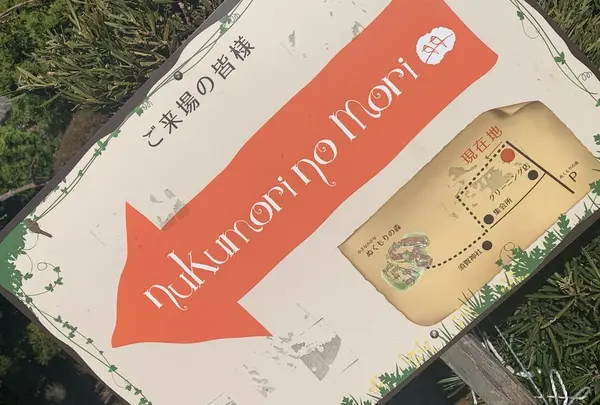 ご来場の皆様
nukumori no mori
現在地
クリーニング店
P
集会所
須賀神社
ぬくもりの森